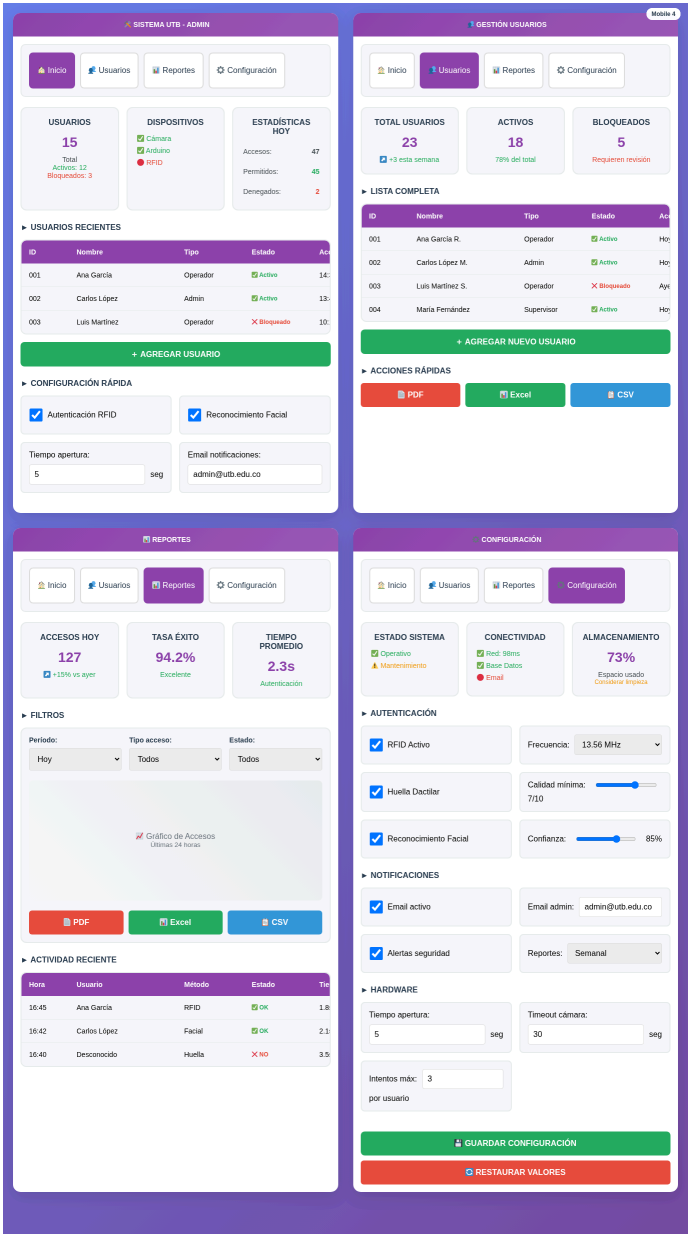 Mobile 4
SISTEMA UTB - ADMIN
Inicio
Usuarios
Reportes
Configuración
USUARIOS
15
Total
Activos: 12
Bloqueados: 3
DISPOSITIVOS
Cámara
Arduino
RFID
ESTADÍSTICAS
HOY
Accesos: 47
Permitidos: 45
Denegados: 2
► USUARIOS RECIENTES
ID Nombre Tipo Estado
001 Ana García Operador ✅ Activo 14:
002 Carlos López Admin ✅ Activo 13:
003 Luis Martínez Operador ❌ Bloqueado 10:
+ AGREGAR USUARIO
► CONFIGURACIÓN RÁPIDA
Autenticación RFID
Reconocimiento Facial
Tiempo apertura:
5 seg
Email notificaciones:
admin@utb.edu.co
GESTIÓN USUARIOS
Inicio
Usuarios
Reportes
Configuración
TOTAL USUARIOS
23
+3 esta semana
ACTIVOS
18
78% del total
BLOQUEADOS
5
Requieren revisión
► LISTA COMPLETA
ID Nombre Tipo Estado
001 Ana García R. Operador ✅ Activo Hoy
002 Carlos López M. Admin ✅ Activo Hoy
003 Luis Martínez S. Operador ❌ Bloqueado Aye
004 María Fernández Supervisor ✅ Activo Hoy
+ AGREGAR NUEVO USUARIO
► ACCIONES RÁPIDAS
PDF
Excel
CSV
REPORTES
Inicio
Usuarios
Reportes
Configuración
ACCESOS HOY
127
+15% vs ayer
TASA ÉXITO
94.2%
Excelente
TIEMPO
PROMEDIO
2.3s
Autenticación
► FILTROS
Período:
Hoy
Tipo acceso:
Todos
Estado:
Todos
Gráfico de Accesos
Últimas 24 horas
PDF
Excel
CSV
► ACTIVIDAD RECIENTE
Hora Usuario Método Estado
16:45 Ana García RFID ✅ OK 1.8
16:42 Carlos López Facial ✅ OK 2.1
16:40 Desconocido Huella ❌ NO 3.5
CONFIGURACIÓN
Inicio
Usuarios
Reportes
Configuración
ESTADO SISTEMA
Operativo
Mantenimiento
CONECTIVIDAD
Red: 98ms
Base Datos
Email
ALMACENAMIENTO
73%
Espacio usado
Considerar limpieza
► AUTENTICACIÓN
RFID Activo
Frecuencia: 13.56 MHz
Huella Dactilar
Calidad mínima:
7/10
Reconocimiento Facial
Confianza: 85%
► NOTIFICACIONES
Email activo
Email admin: admin@utb.edu.co
Alertas seguridad
Reportes: Semanal
► HARDWARE
Tiempo apertura:
5 seg
Timeout cámara:
30 seg
Intentos máx: 3
por usuario
GUARDAR CONFIGURACIÓN
RESTAURAR VALORES